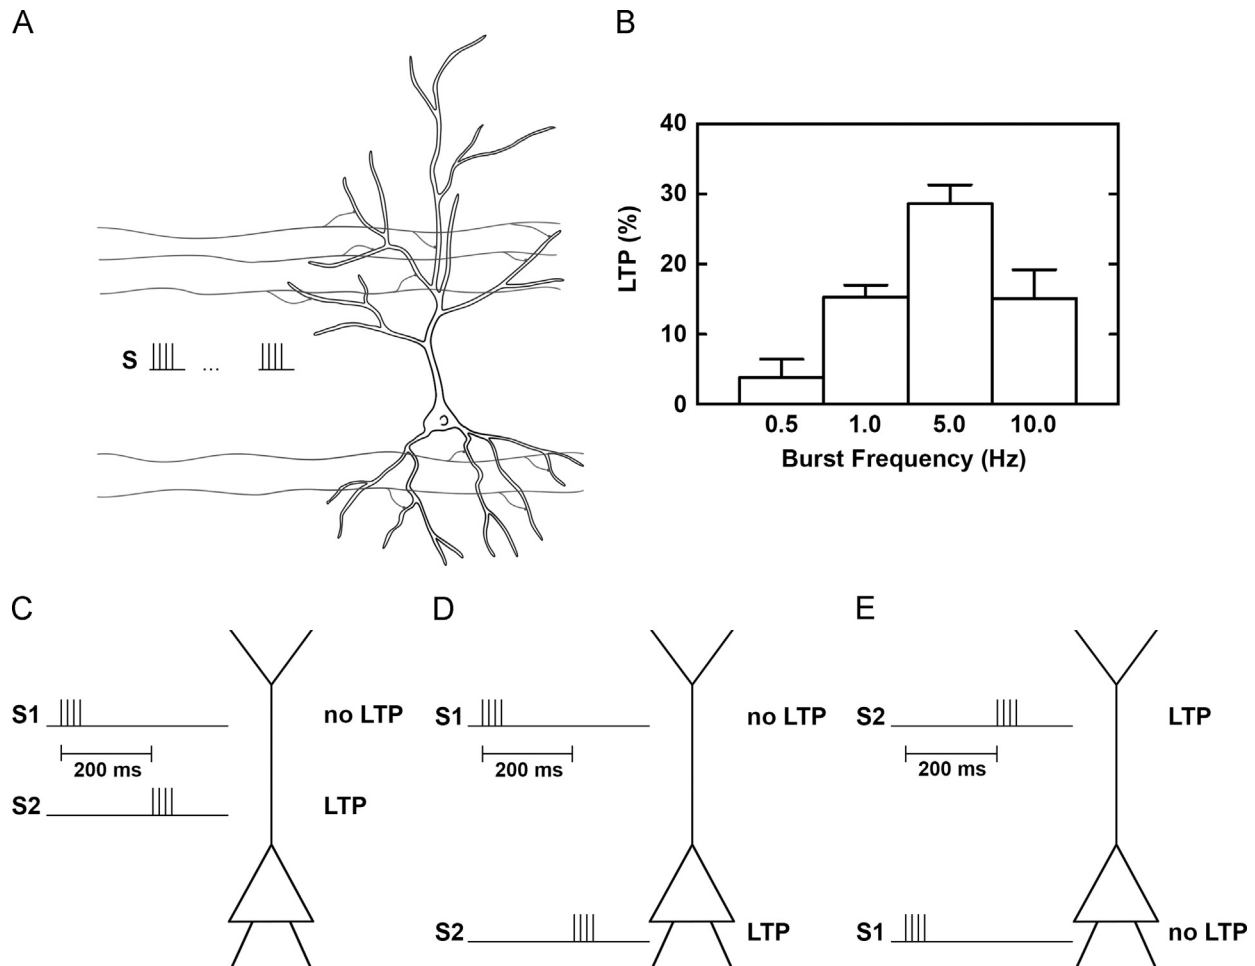 A
B
40
30
20
10
0
LTP (%)
0.5 1.0 5.0 10.0
Burst Frequency (Hz)
S ...
C
S1 no LTP
200 ms
S2 LTP
D
S1 no LTP
200 ms
S2 LTP
E
S2 LTP
200 ms
S1 no LTP